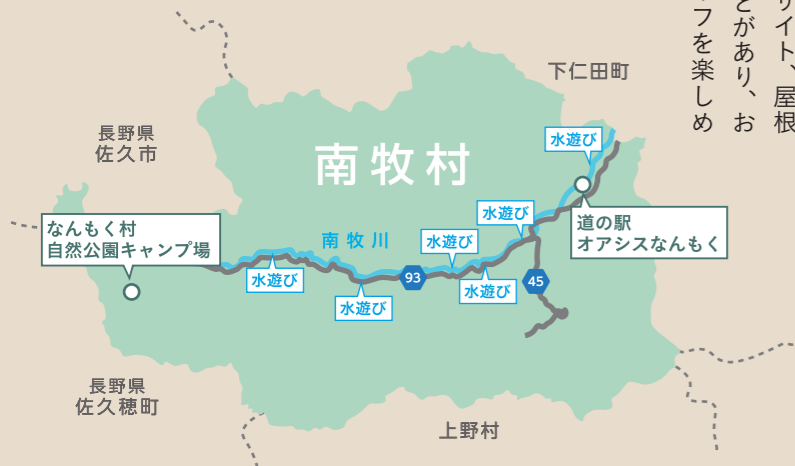 サイト、屋根
どがあり、お
フを楽しめ
下仁田町
長野県
佐久市
南牧村
水遊び
水遊び
水遊び
南牧川
道の駅
オアシスなんもく
なんもく村
自然公園キャンプ場
水遊び
水遊び
水遊び
93
45
長野県
佐久穂町
上野村